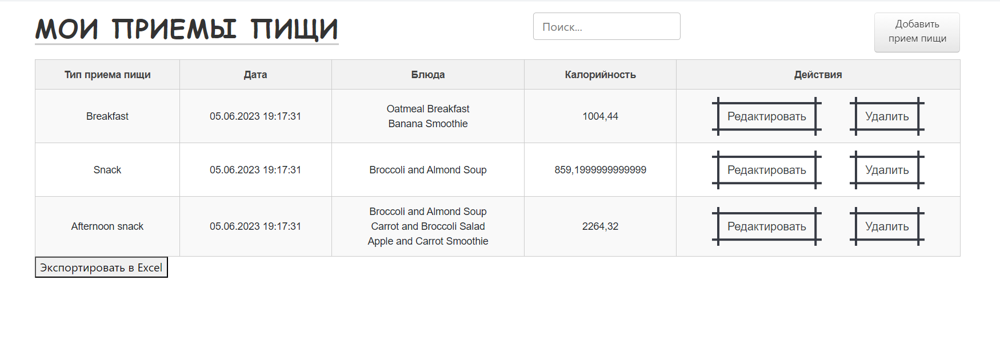 МОИ ПРИЕМЫ ПИЩИ
Поиск...
Добавить
прием пищи
Тип приема пищи Дата Блюда Калорийность Действия
Breakfast 05.06.2023 19:17:31 Oatmeal Breakfast
Banana Smoothie 1004,44 Редактировать Удалить
Snack 05.06.2023 19:17:31 Broccoli and Almond Soup 859,1999999999999 Редактировать Удалить
Afternoon snack 05.06.2023 19:17:31 Broccoli and Almond Soup
Carrot and Broccoli Salad
Apple and Carrot Smoothie 2264,32 Редактировать Удалить
Экспортировать в Excel